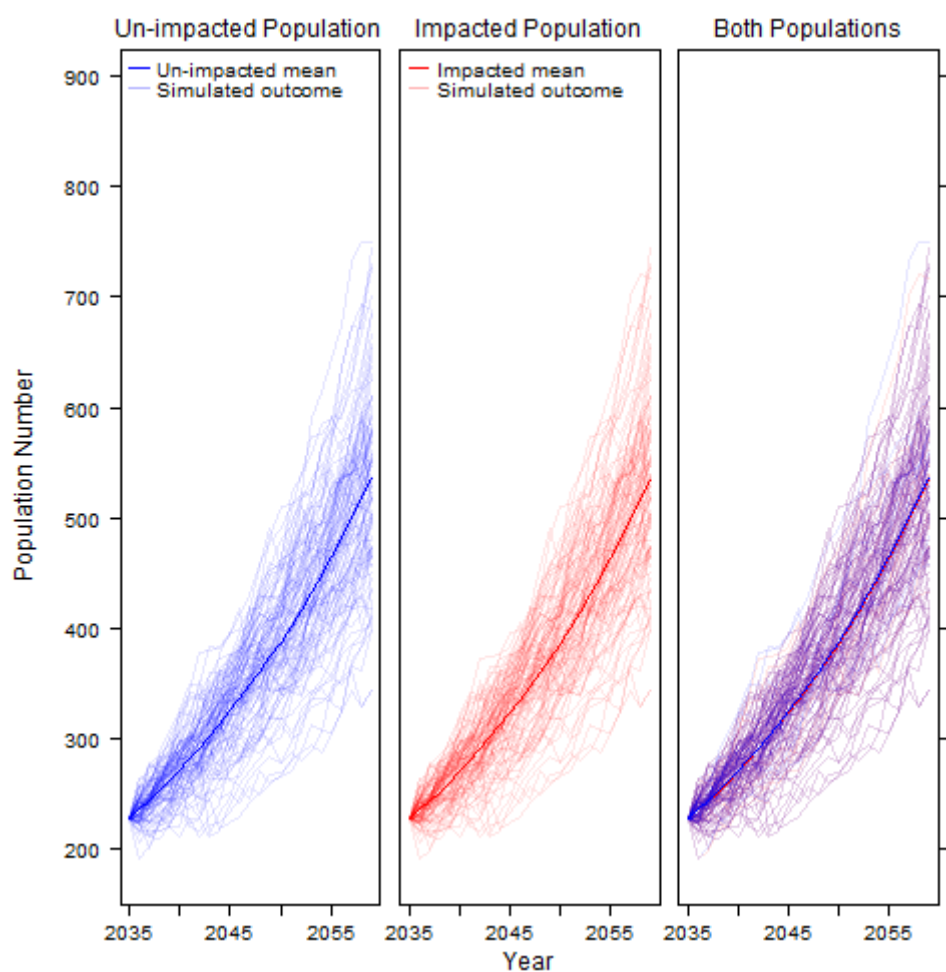 Un-impacted Population
Impacted Population
Both Populations
Un-impacted mean
Simulated outcome
Impacted mean
Simulated outcome
900
800
700
600
500
400
300
200
Population Number
2035
2045
2055
2035
2045
2055
2035
2045
2055
Year